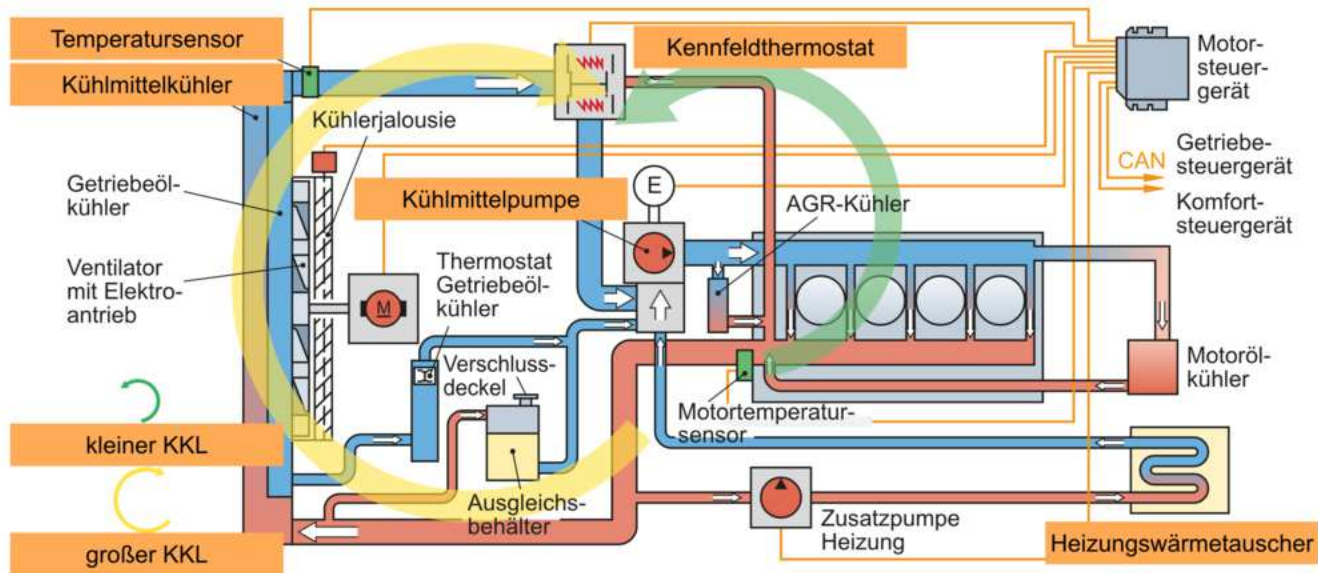 Temperatursensor
Kühlmittelkühler
Kennfeldthermostat
Motor-
steuer-
gerät
Kühlerjalousie
CAN
Getriebe-
steuergerät
Komfort-
steuergerät
Getriebeöl-
kühler
Kühlmittelpumpe
E
AGR-Kühler
Ventilator
mit Elektro-
antrieb
M
Thermostat
Getriebeöl-
kühler
Verschluss-
deckel
Motoröl-
kühler
Motortemperatur-
sensor
kleiner KKL
Ausgleichs-
behälter
Zusatzpumpe
Heizung
großer KKL
Heizungswärmetauscher